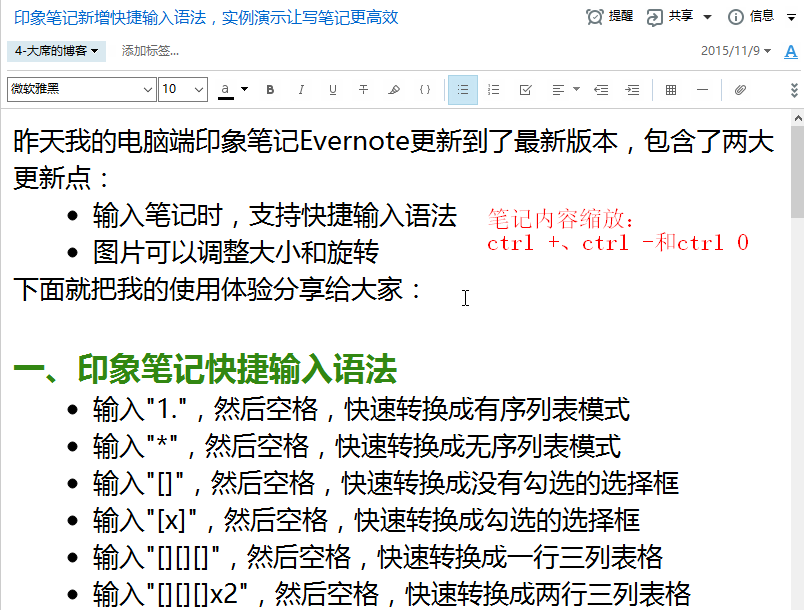 印象笔记新增快捷输入语法，实例演示让写笔记更高效
提醒 共享 信息
4-大席的博客 添加标签... 2015/11/9 A
微软雅黑 10 a B I U T {}
昨天我的电脑端印象笔记Evernote更新到了最新版本，包含了两大
更新点：
• 输入笔记时，支持快捷输入语法
• 图片可以调整大小和旋转
笔记内容缩放：
ctrl +、ctrl -和ctrl 0
下面就把我的使用体验分享给大家：
一、印象笔记快捷输入语法
• 输入"1."，然后空格，快速转换成有序列表模式
• 输入"*"，然后空格，快速转换成无序列表模式
• 输入"[]"，然后空格，快速转换成没有勾选的选择框
• 输入"[x]"，然后空格，快速转换成勾选的选择框
• 输入"[][][]"，然后空格，快速转换成一行三列表格
• 输入"[][][]x2"，然后空格，快速转换成两行三列表格